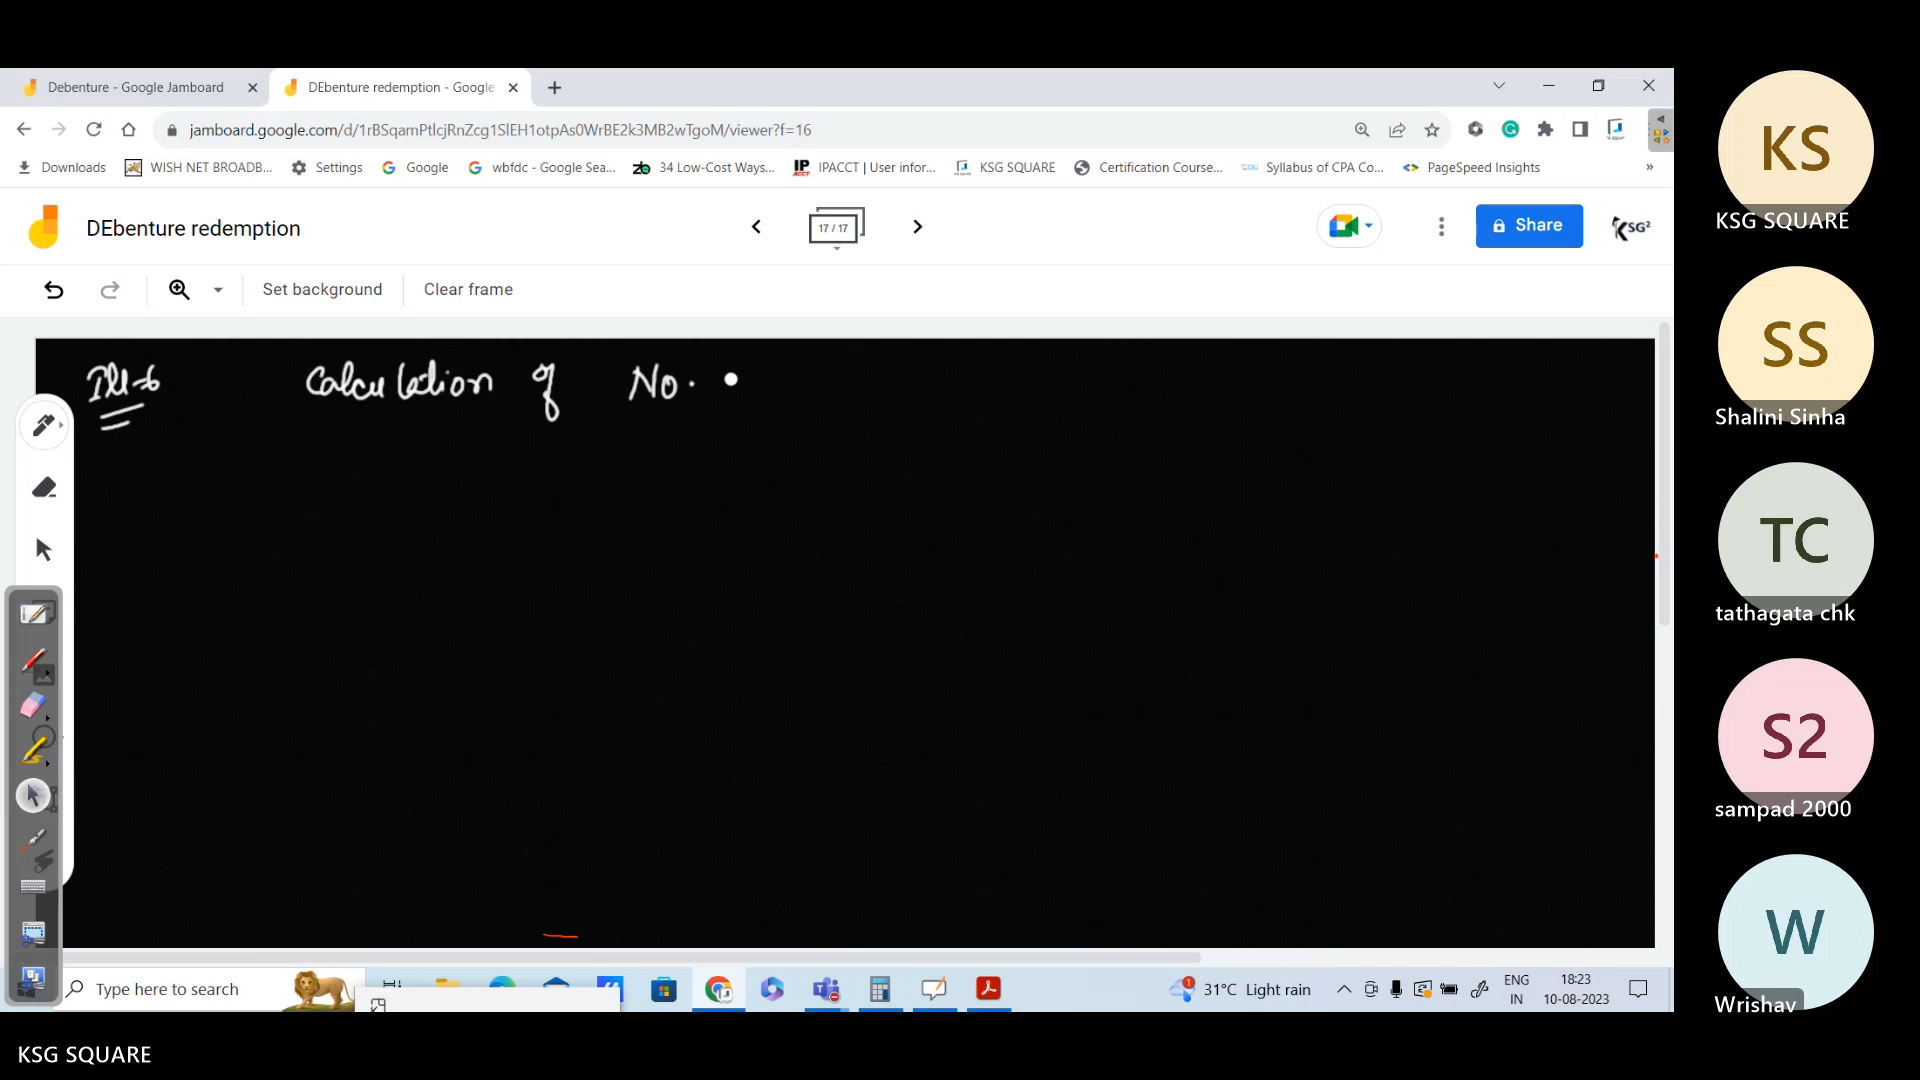 Debenture - Google Jamboard
DEbenture redemption - Google
jamboard.google.com/d/1rBSqamPtlcjRnZcg1SlEH1otpAs0WrBE2k3MB2wTgoM/viewer?f=16
Downloads WISH NET BROADB... Settings Google wbfdc - Google Sea... 34 Low-Cost Ways... IPACCT | User infor... KSG SQUARE Certification Course... Syllabus of CPA Co... PageSpeed Insights »
DEbenture redemption
17 / 17
Share
KSG²
Set background Clear frame
Ill-6 Calculation of No.
Type here to search
31°C Light rain
ENG
IN
18:23
10-08-2023
KS
KSG SQUARE
SS
Shalini Sinha
TC
tathagata chk
S2
sampad 2000
W
Wrishav
KSG SQUARE